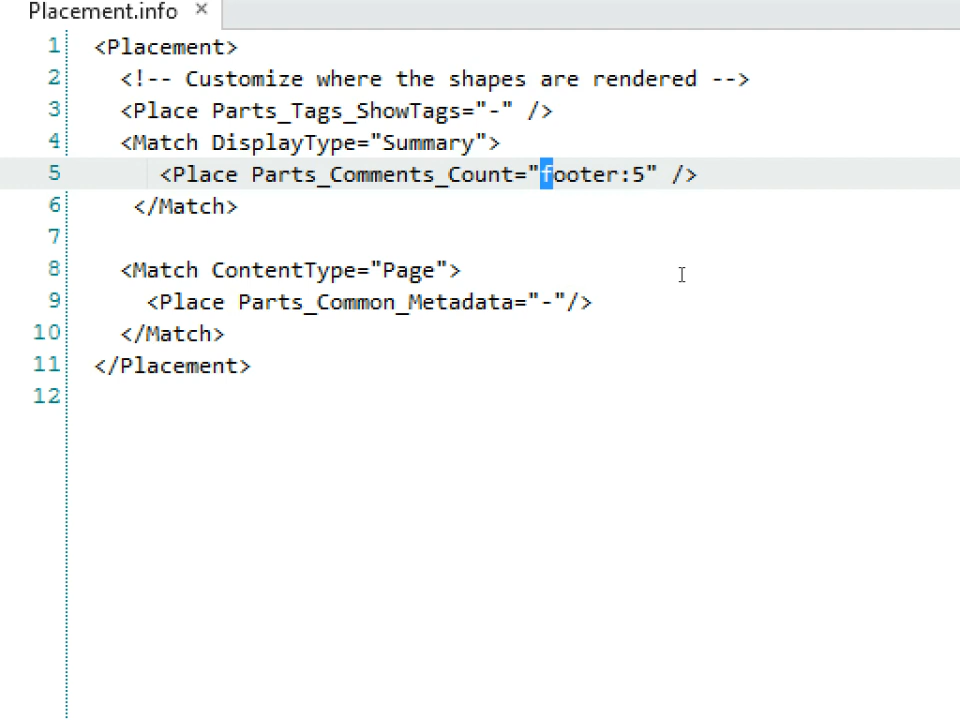 Placement.info ×
1 <Placement>
2 <!-- Customize where the shapes are rendered -->
3 <Place Parts_Tags_ShowTags="-" />
4 <Match DisplayType="Summary">
5 <Place Parts_Comments_Count="footer:5" />
6 </Match>
7
8 <Match ContentType="Page">
9 <Place Parts_Common_Metadata="-"/>
10 </Match>
11 </Placement>
12